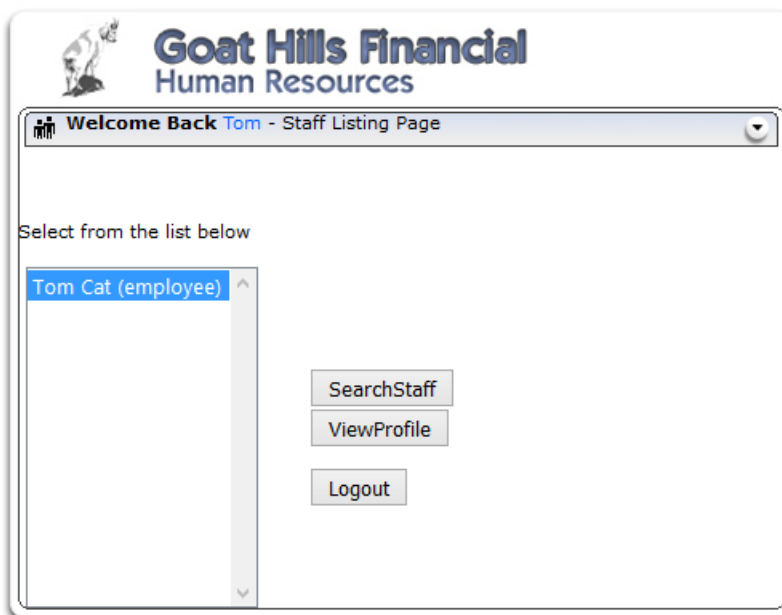 Goat Hills Financial
Human Resources
Welcome Back Tom - Staff Listing Page
Select from the list below
Tom Cat (employee)
SearchStaff
ViewProfile
Logout